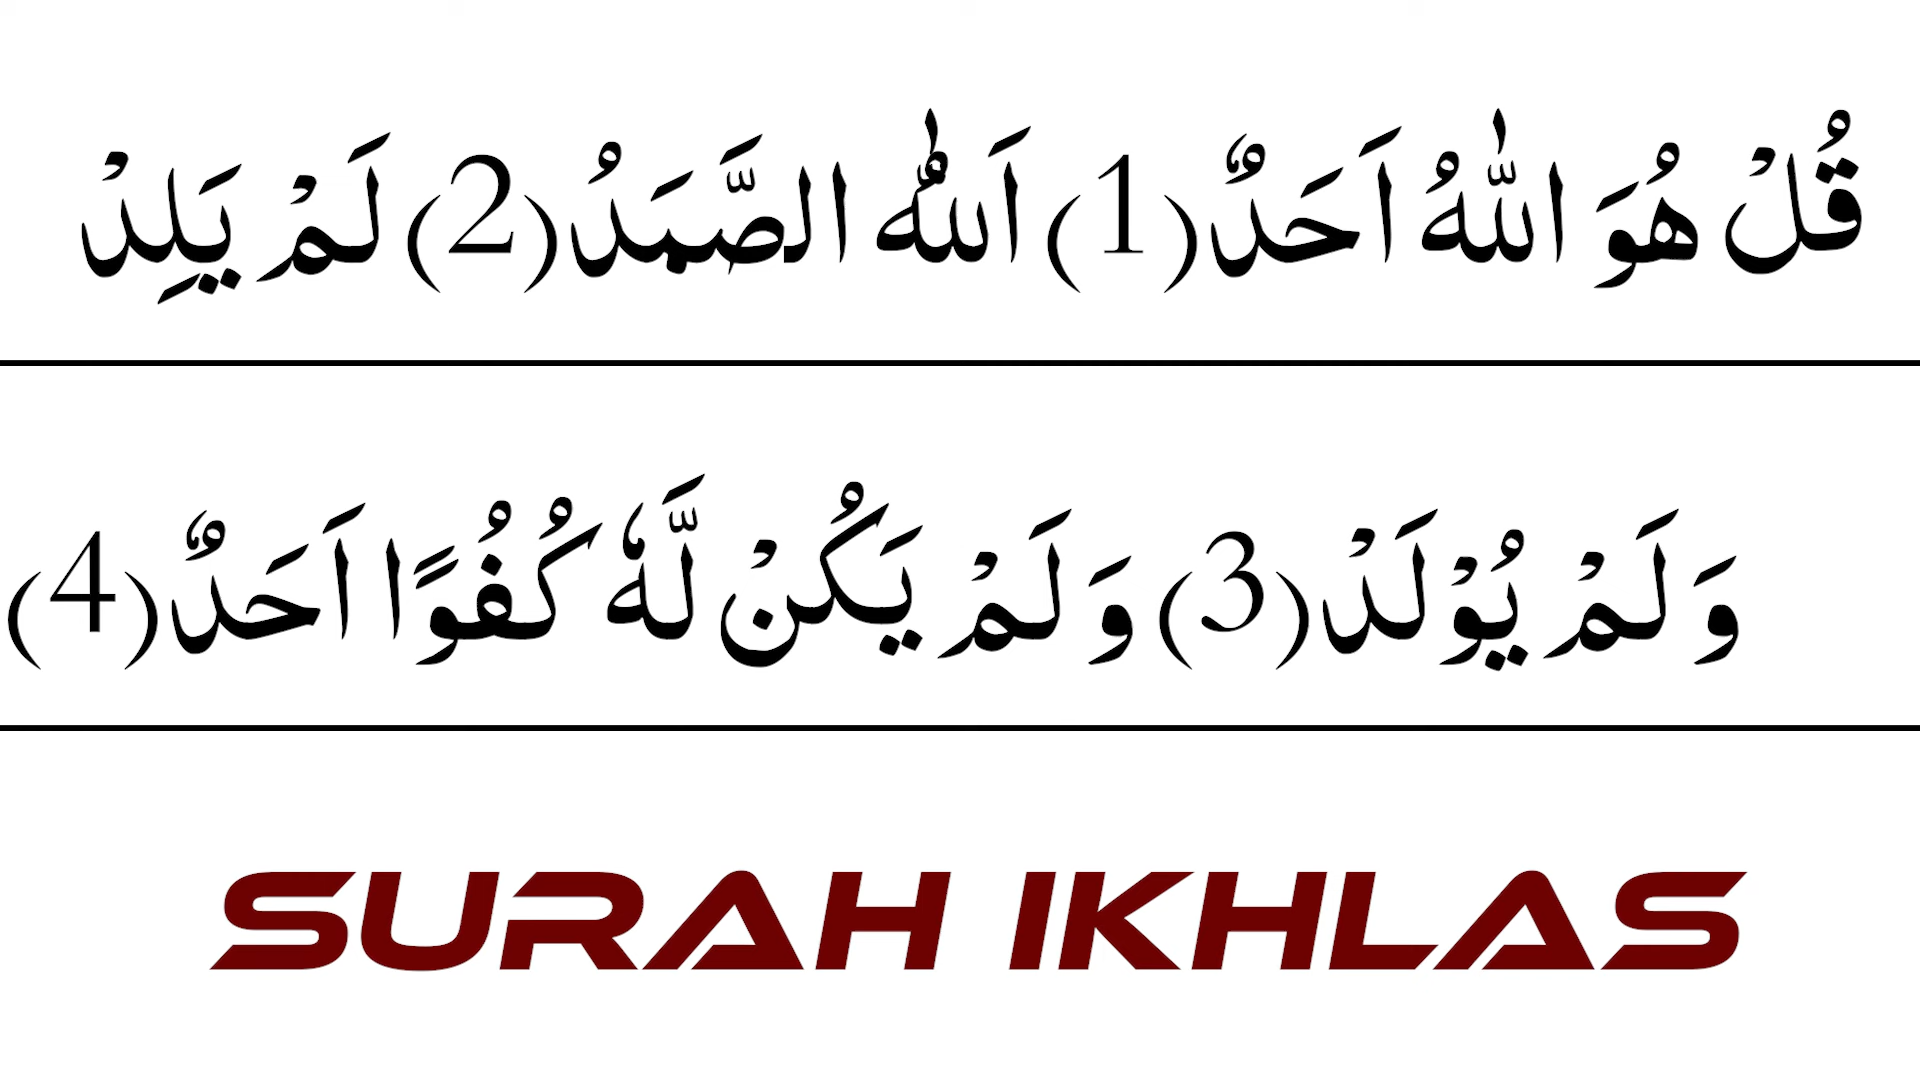 قُلْ هُوَ اللّٰهُ اَحَدٌ(1) اَللّٰهُ الصَّمَدُ(2) لَمْ يَلِدْ
وَلَمْ يُوْلَدْ(3) وَلَمْ يَكُنْ لَّهٗ كُفُوًا اَحَدٌ(4)
SURAH IKHLAS